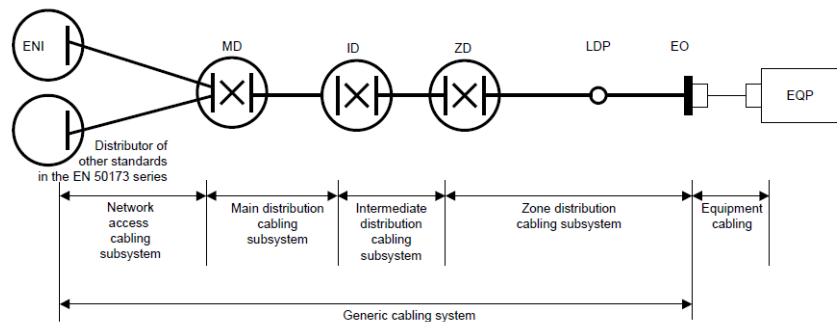 ENI
MD
ID
ZD
LDP
EO
EQP
Distributor of
other standards
in the EN 50173 series
Network
access
cabling
subsystem
Main distribution
cabling
subsystem
Intermediate
distribution
cabling
subsystem
Zone distribution
cabling subsystem
Equipment
cabling
Generic cabling system